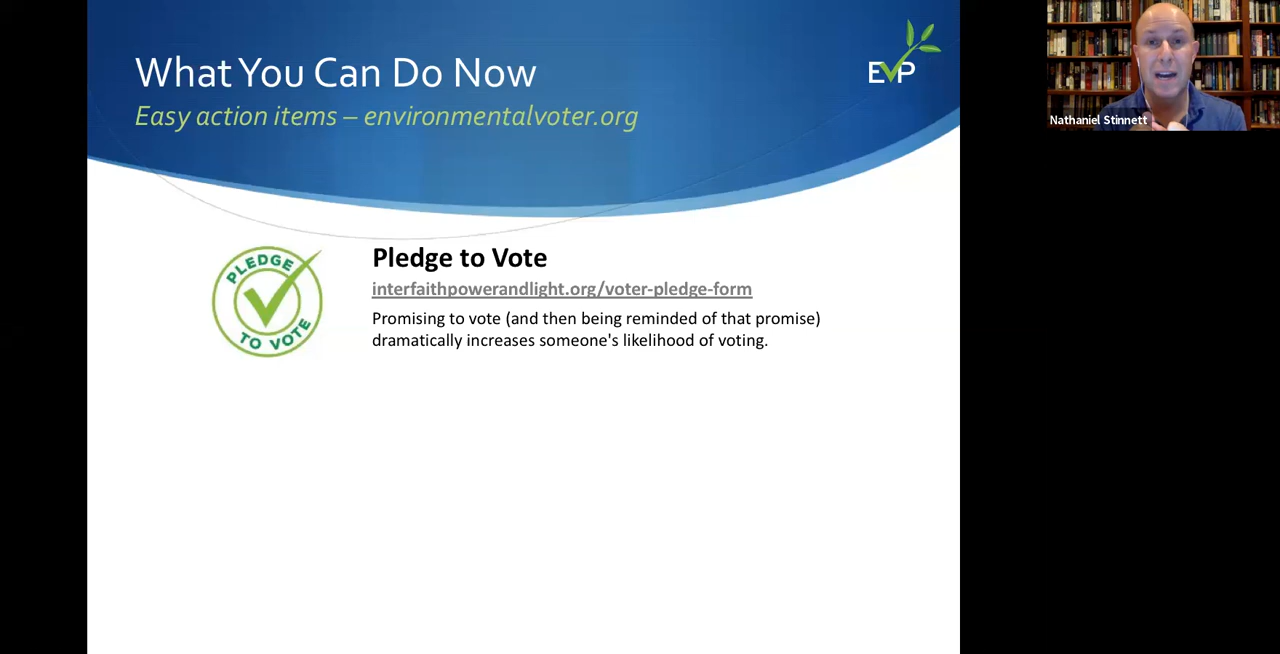 What You Can Do Now
Easy action items – environmentalvoter.org
EVP
Nathaniel Stinnett
PLEDGE
TO VOTE
Pledge to Vote
interfaithpowerandlight.org/voter-pledge-form
Promising to vote (and then being reminded of that promise)
dramatically increases someone's likelihood of voting.